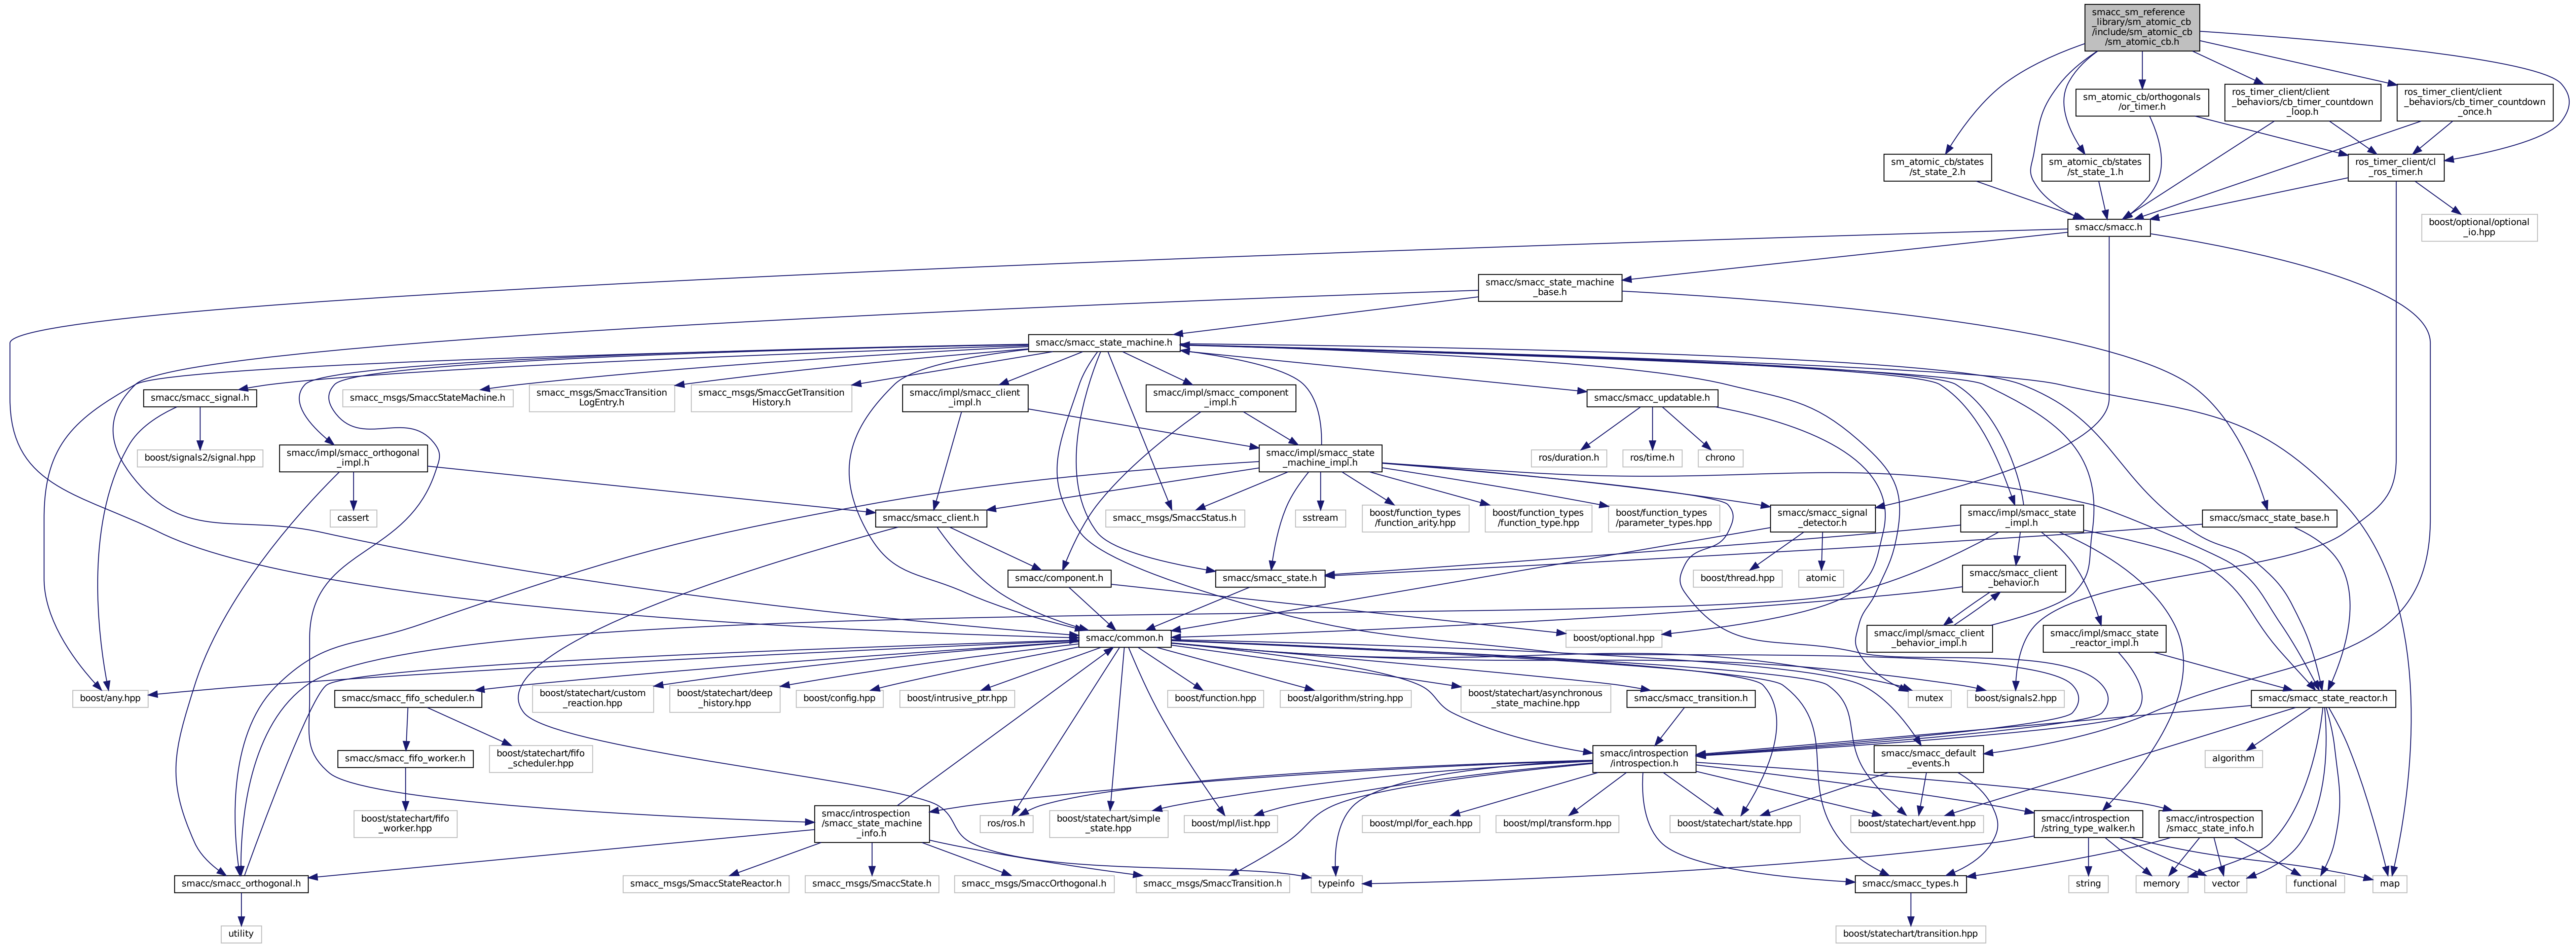 smacc_sm_reference
_library/sm_atomic_cb
/include/sm_atomic_cb
/sm_atomic_cb.h
sm_atomic_cb/orthogonals
/or_timer.h
ros_timer_client/client
_behaviors/cb_timer_countdown
_loop.h
ros_timer_client/client
_behaviors/cb_timer_countdown
_once.h
sm_atomic_cb/states
/st_state_2.h
sm_atomic_cb/states
/st_state_1.h
ros_timer_client/cl
_ros_timer.h
smacc/smacc.h
boost/optional/optional
_io.hpp
smacc/smacc_state_machine
_base.h
smacc/smacc_state_machine.h
smacc/smacc_signal.h
smacc_msgs/SmaccStateMachine.h
smacc_msgs/SmaccTransition
LogEntry.h
smacc_msgs/SmaccGetTransition
History.h
smacc/impl/smacc_client
_impl.h
smacc/impl/smacc_component
_impl.h
smacc/smacc_updatable.h
boost/signals2/signal.hpp
smacc/impl/smacc_orthogonal
_impl.h
smacc/impl/smacc_state
_machine_impl.h
ros/duration.h
ros/time.h
chrono
cassert
smacc/smacc_client.h
smacc_msgs/SmaccStatus.h
sstream
boost/function_types
/function_arity.hpp
boost/function_types
/function_type.hpp
boost/function_types
/parameter_types.hpp
smacc/smacc_signal
_detector.h
smacc/impl/smacc_state
_impl.h
smacc/smacc_state_base.h
smacc/component.h
smacc/smacc_state.h
boost/thread.hpp
atomic
smacc/smacc_client
_behavior.h
smacc/common.h
boost/optional.hpp
smacc/impl/smacc_client
_behavior_impl.h
smacc/impl/smacc_state
_reactor_impl.h
boost/any.hpp
smacc/smacc_fifo_scheduler.h
boost/statechart/custom
_reaction.hpp
boost/statechart/deep
_history.hpp
boost/config.hpp
boost/intrusive_ptr.hpp
boost/function.hpp
boost/algorithm/string.hpp
boost/statechart/asynchronous
_state_machine.hpp
smacc/smacc_transition.h
mutex
boost/signals2.hpp
smacc/smacc_state_reactor.h
smacc/smacc_fifo_worker.h
boost/statechart/fifo
_scheduler.hpp
smacc/introspection
/introspection.h
smacc/smacc_default
_events.h
algorithm
boost/statechart/fifo
_worker.hpp
smacc/introspection
/smacc_state_machine
_info.h
ros/ros.h
boost/statechart/simple
_state.hpp
boost/mpl/list.hpp
boost/mpl/for_each.hpp
boost/mpl/transform.hpp
boost/statechart/state.hpp
boost/statechart/event.hpp
smacc/introspection
/string_type_walker.h
smacc/introspection
/smacc_state_info.h
smacc/smacc_orthogonal.h
smacc_msgs/SmaccStateReactor.h
smacc_msgs/SmaccState.h
smacc_msgs/SmaccOrthogonal.h
smacc_msgs/SmaccTransition.h
typeinfo
smacc/smacc_types.h
string
memory
vector
functional
map
utility
boost/statechart/transition.hpp